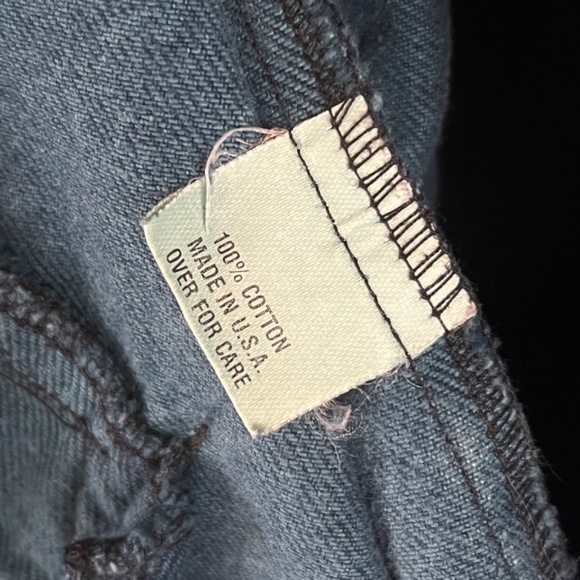 100% COTTON
MADE IN U.S.A.
OVER FOR CARE